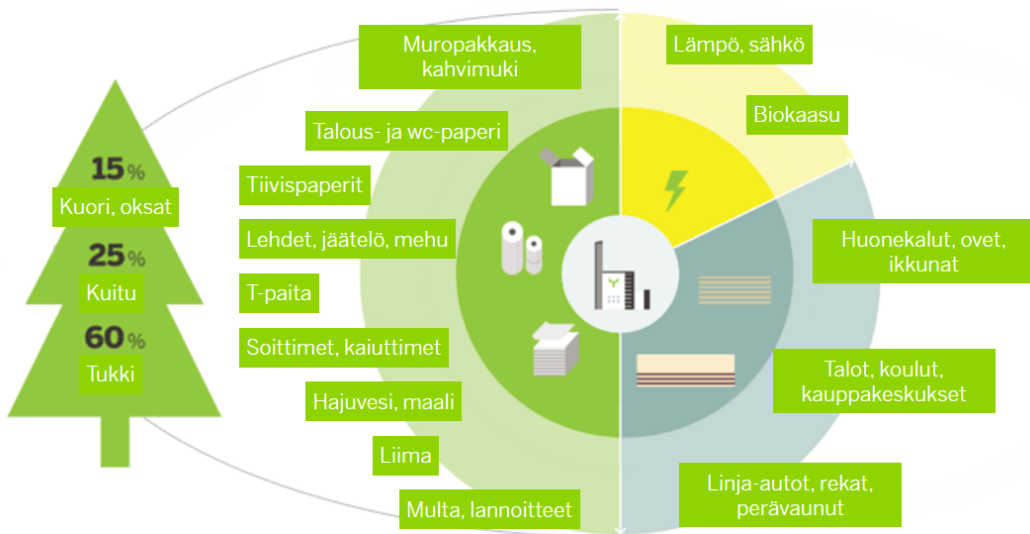 15%
Kuori, oksat
25%
Kuitu
60%
Tukki
Muropakkaus,
kahvimuki
Talous- ja wc-paperi
Tiivispaperit
Lehdet, jäätelö, mehu
T-paita
Soittimet, kaiuttimet
Hajuvesi, maali
Liima
Multa, lannoitteet
Lämpö, sähkö
Biokaasu
Huonekalut, ovet,
ikkunat
Talot, koulut,
kauppakeskukset
Linja-autot, rekat,
perävaunut